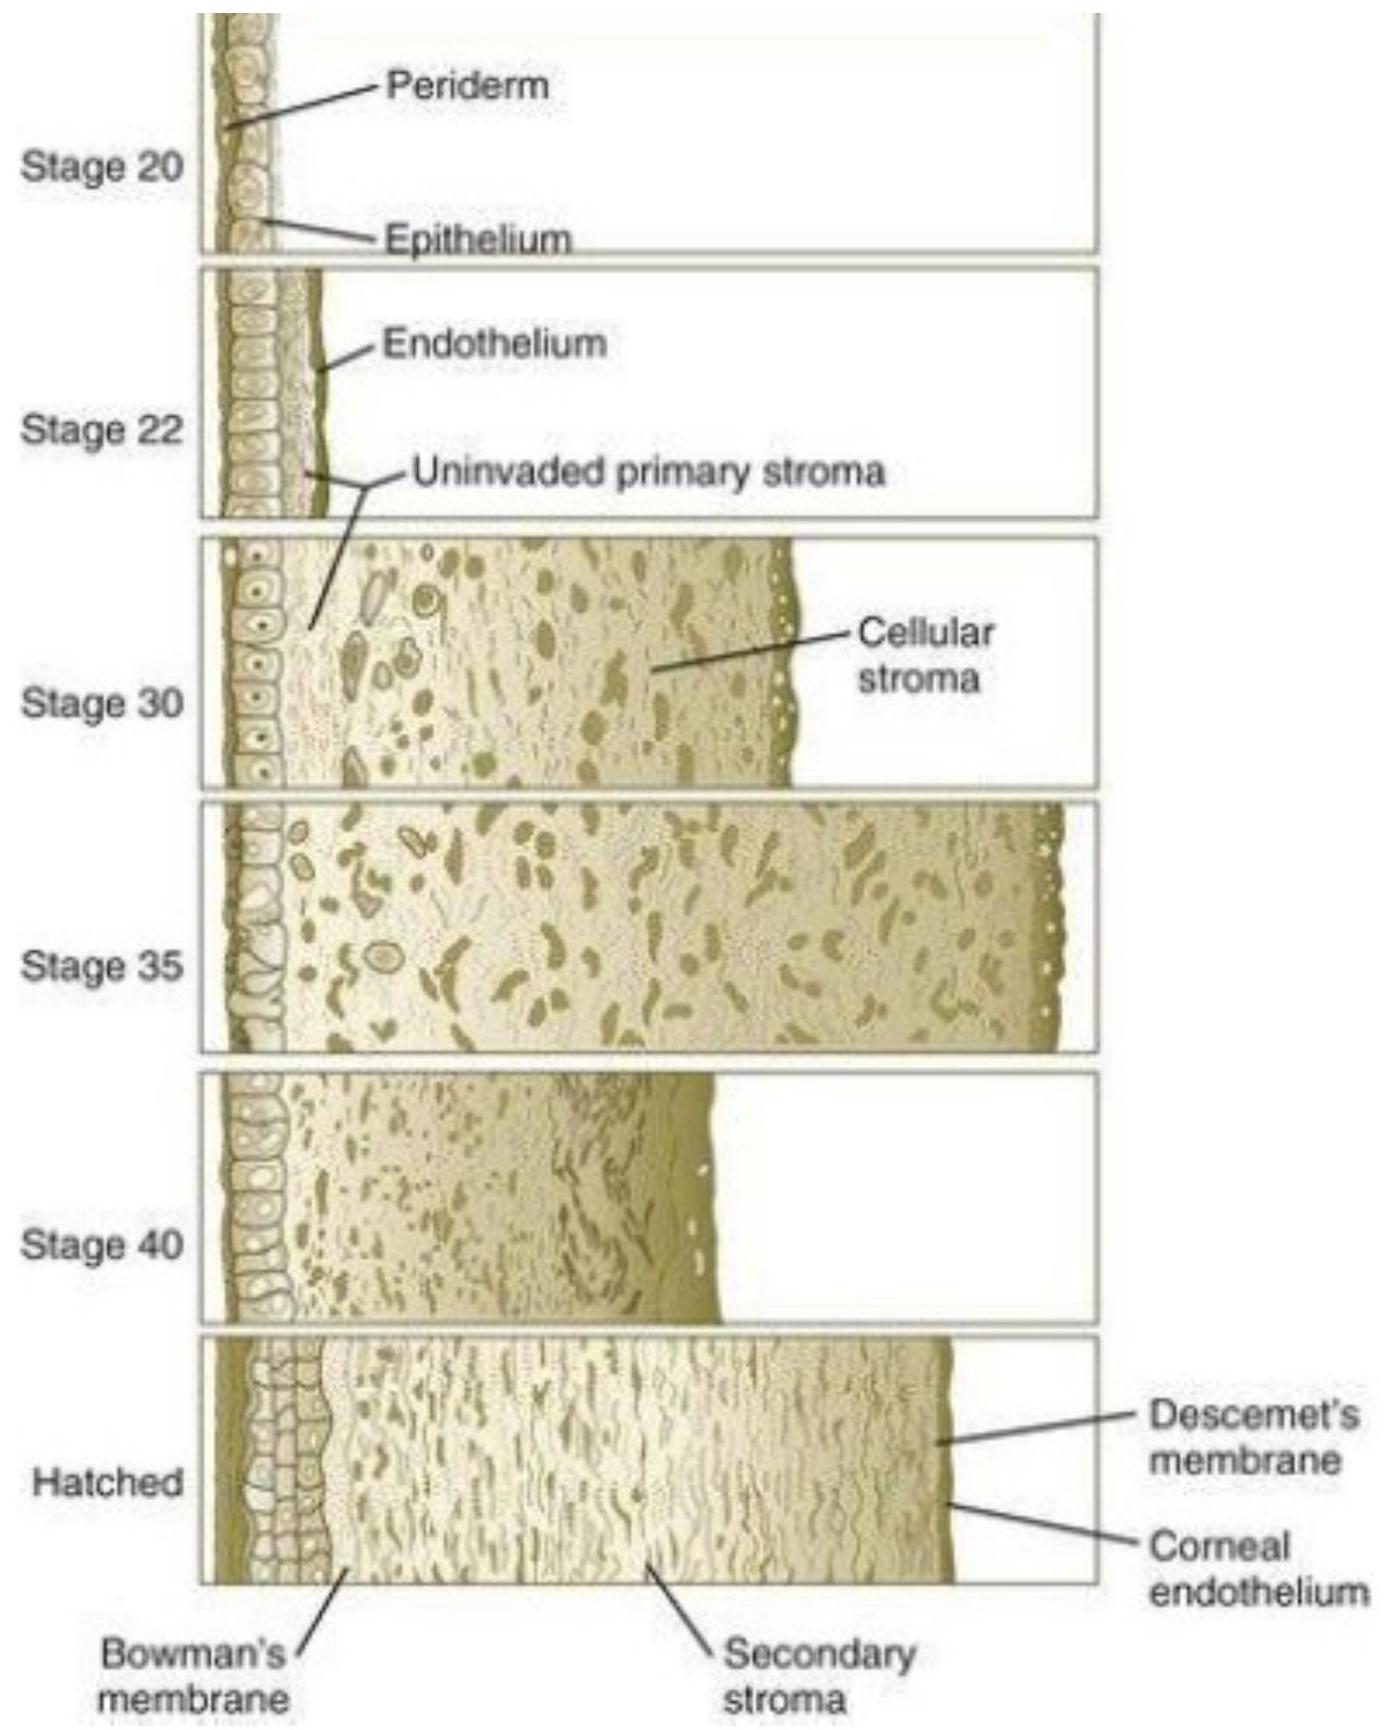 Periderm
Stage 20
Epithelium
Endothelium
Stage 22
Uninvaded primary stroma
Cellular
stroma
Stage 30
Stage 35
Stage 40
Descemet's
membrane
Hatched
Corneal
endothelium
Bowman's
membrane
Secondary
stroma